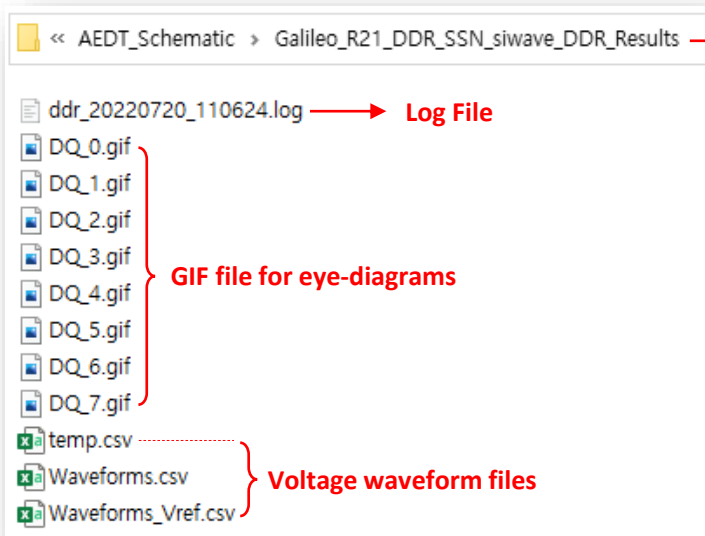 « AEDT_Schematic > Galileo_R21_DDR_SSN_siwave_DDR_Results
ddr_20220720_110624.log
Log File
DQ_0.gif
DQ_1.gif
DQ_2.gif
DQ_3.gif
DQ_4.gif
DQ_5.gif
DQ_6.gif
DQ_7.gif
GIF file for eye-diagrams
temp.csv
Waveforms.csv
Waveforms_Vref.csv
Voltage waveform files